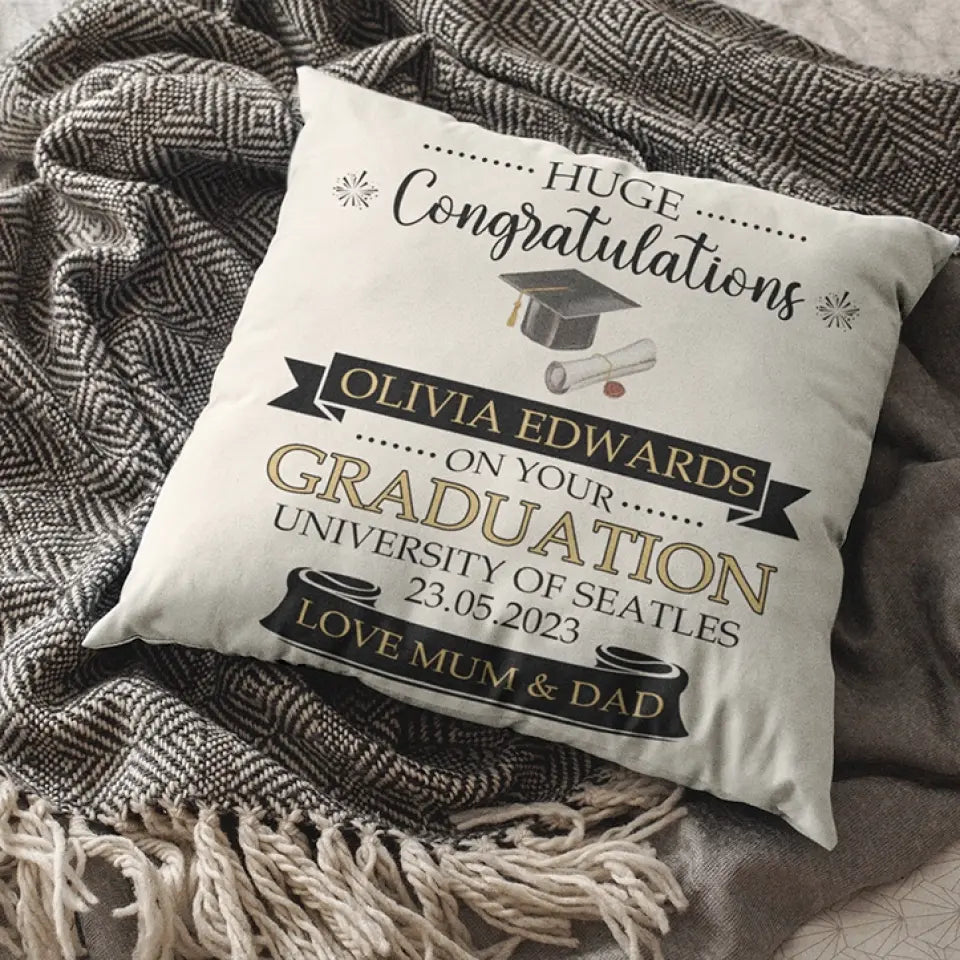 HUGE
Congratulations
OLIVIA EDWARDS
ON YOUR
GRADUATION
UNIVERSITY OF SEATLES
23.05.2023
LOVE MUM & DAD